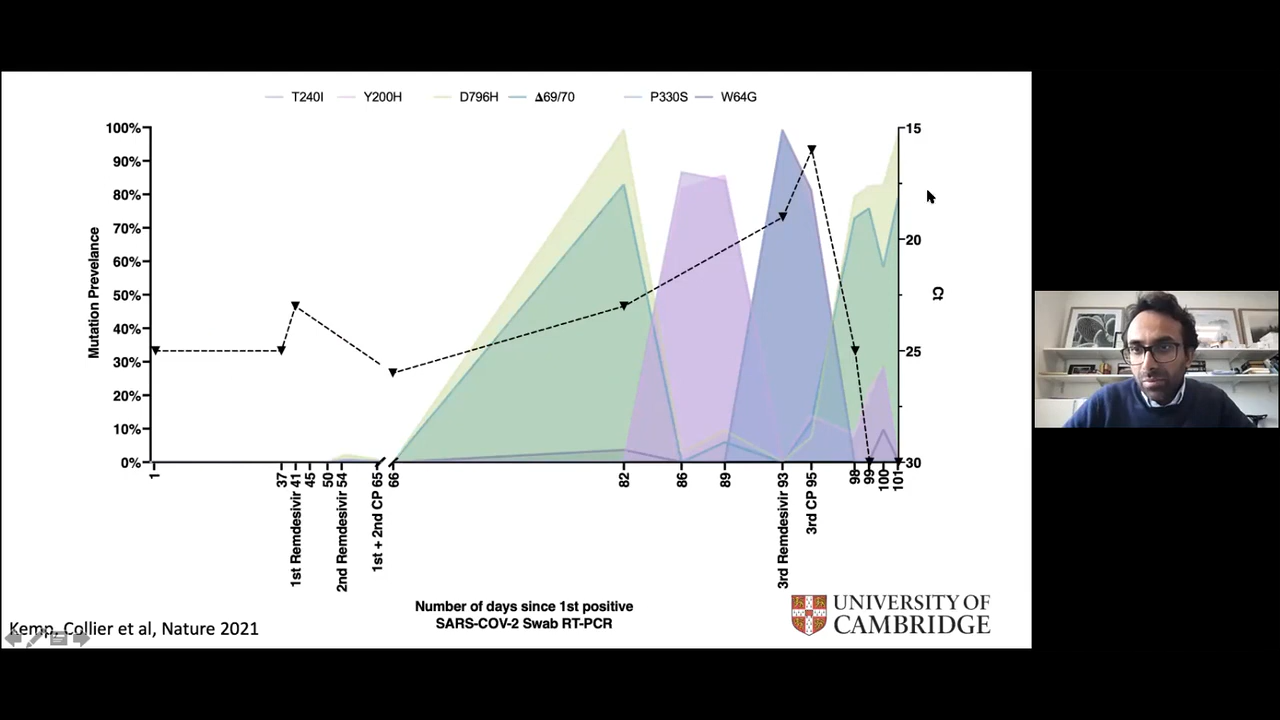 T240I Y200H D796H Δ69/70 P330S W64G
100%
90%
80%
70%
60%
50%
40%
30%
20%
10%
0%
Mutation Prevelance
15
20
25
30
Ct
1
37
1st Remdesivir 41
45
50
2nd Remdesivir 54
1st + 2nd CP 65
66
82
86
89
3rd Remdesivir 93
3rd CP 95
98
99
100
101
Number of days since 1st positive
SARS-COV-2 Swab RT-PCR
Kemp, Collier et al, Nature 2021
UNIVERSITY OF
CAMBRIDGE